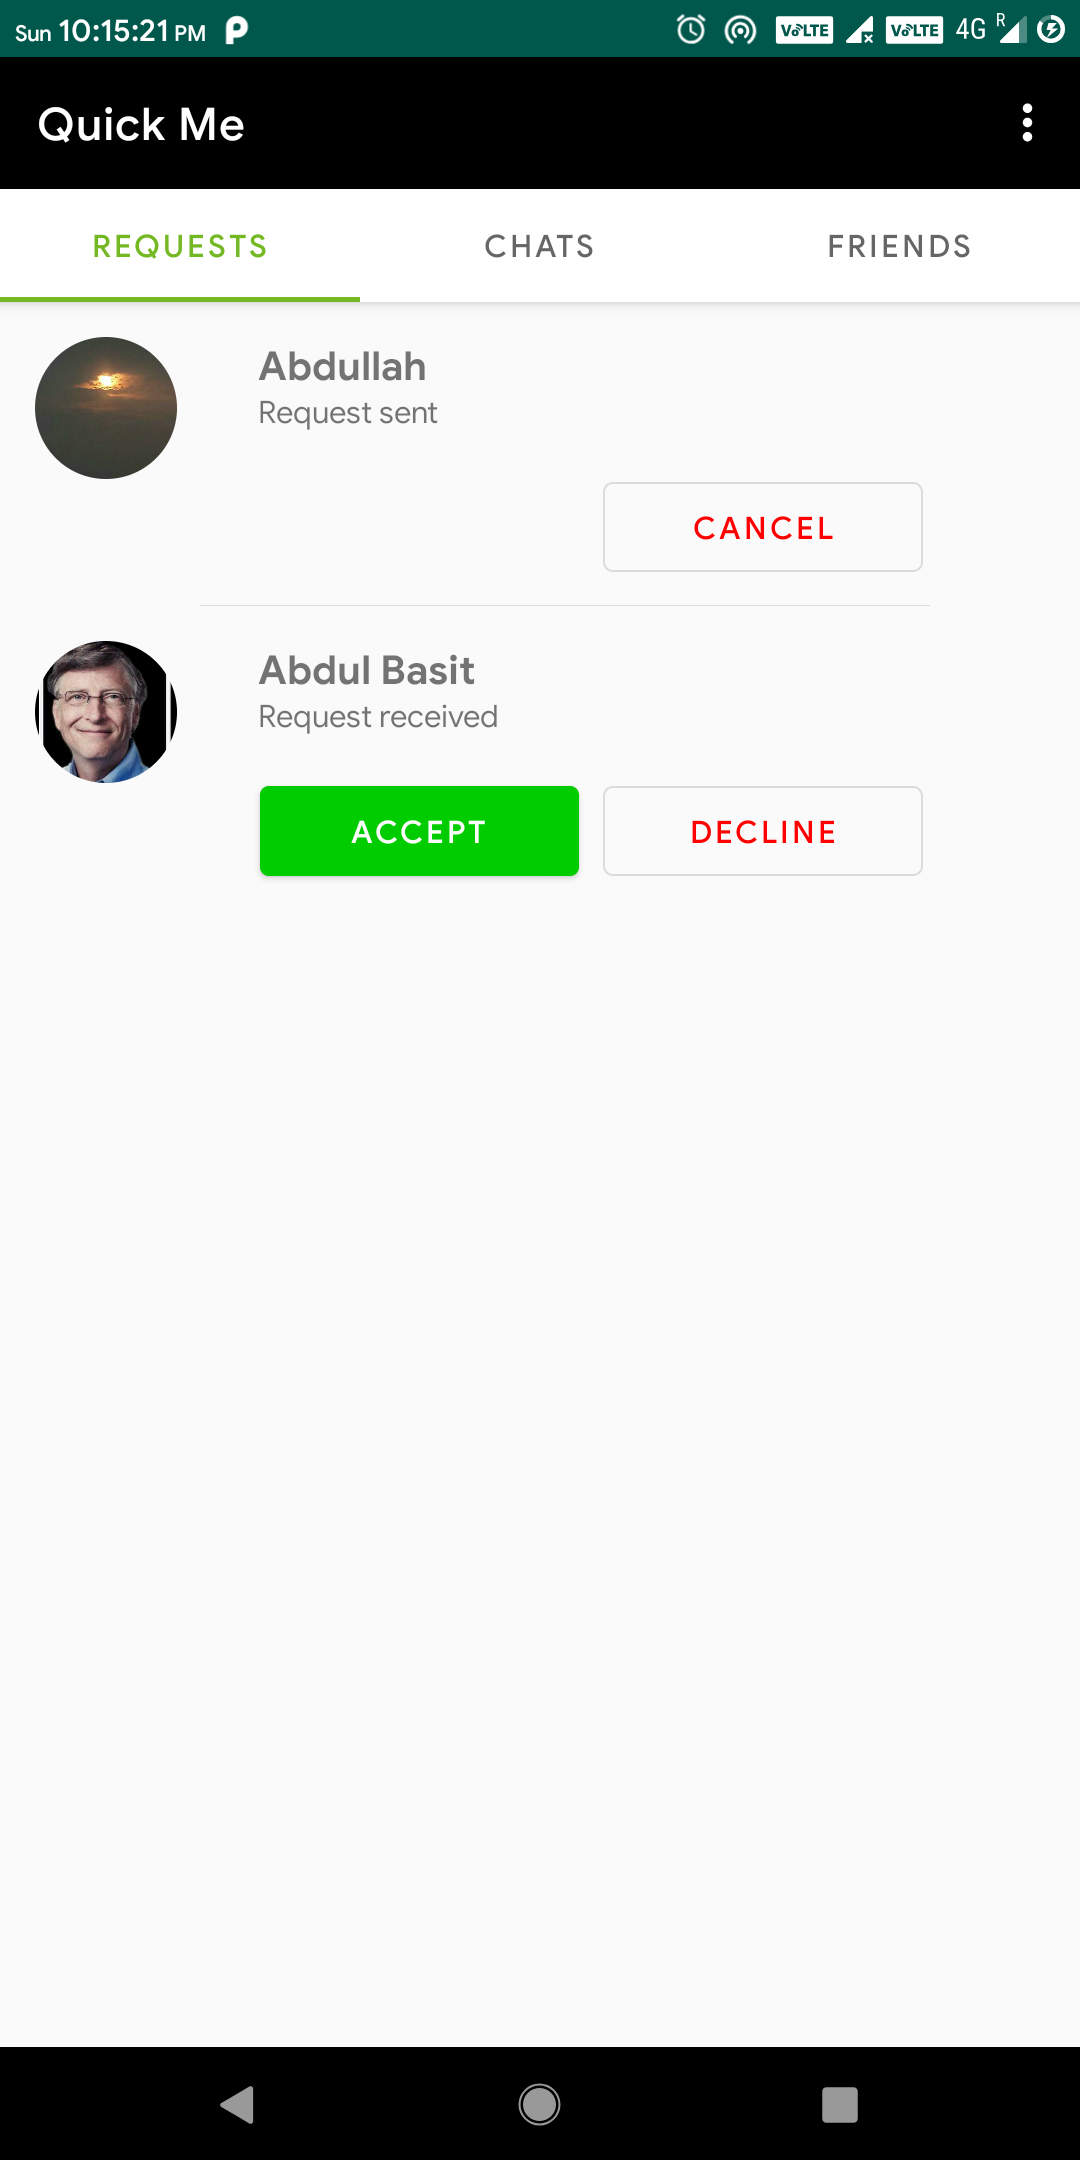 Sun 10:15:21 PM
VoLTE VoLTE 4G R
Quick Me
REQUESTS CHATS FRIENDS
Abdullah
Request sent
CANCEL
Abdul Basit
Request received
ACCEPT DECLINE